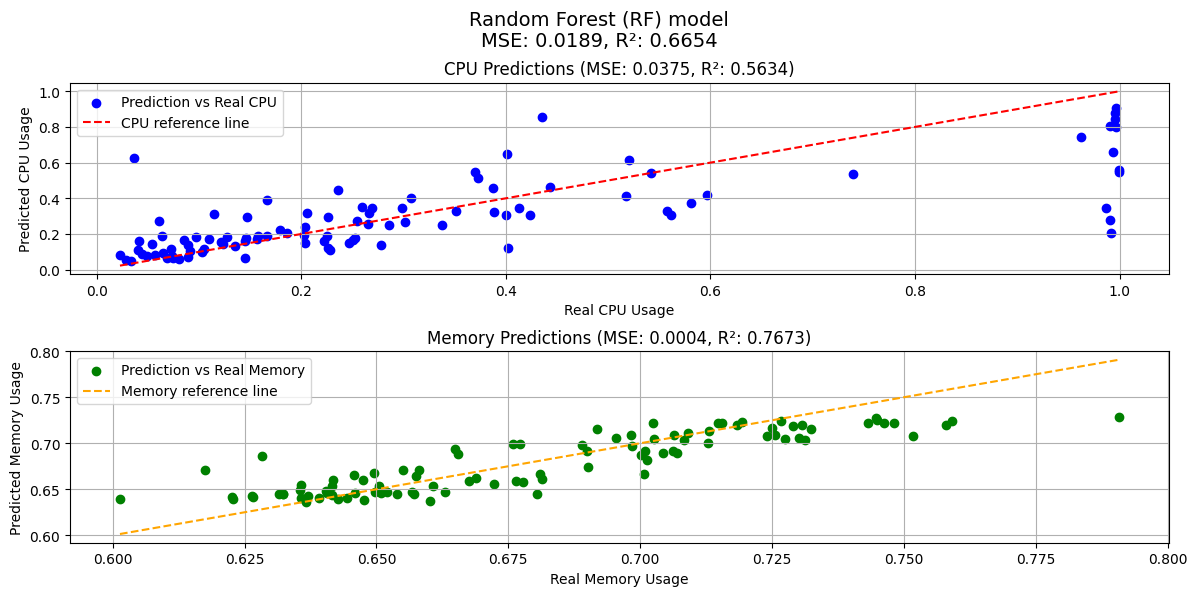 Random Forest (RF) model
MSE: 0.0189, R²: 0.6654
CPU Predictions (MSE: 0.0375, R²: 0.5634)
Prediction vs Real CPU
CPU reference line
Predicted CPU Usage
1.0
0.8
0.6
0.4
0.2
0.0
0.0 0.2 0.4 0.6 0.8 1.0
Real CPU Usage
Memory Predictions (MSE: 0.0004, R²: 0.7673)
Prediction vs Real Memory
Memory reference line
Predicted Memory Usage
0.80
0.75
0.70
0.65
0.60
0.600 0.625 0.650 0.675 0.700 0.725 0.750 0.775 0.800
Real Memory Usage